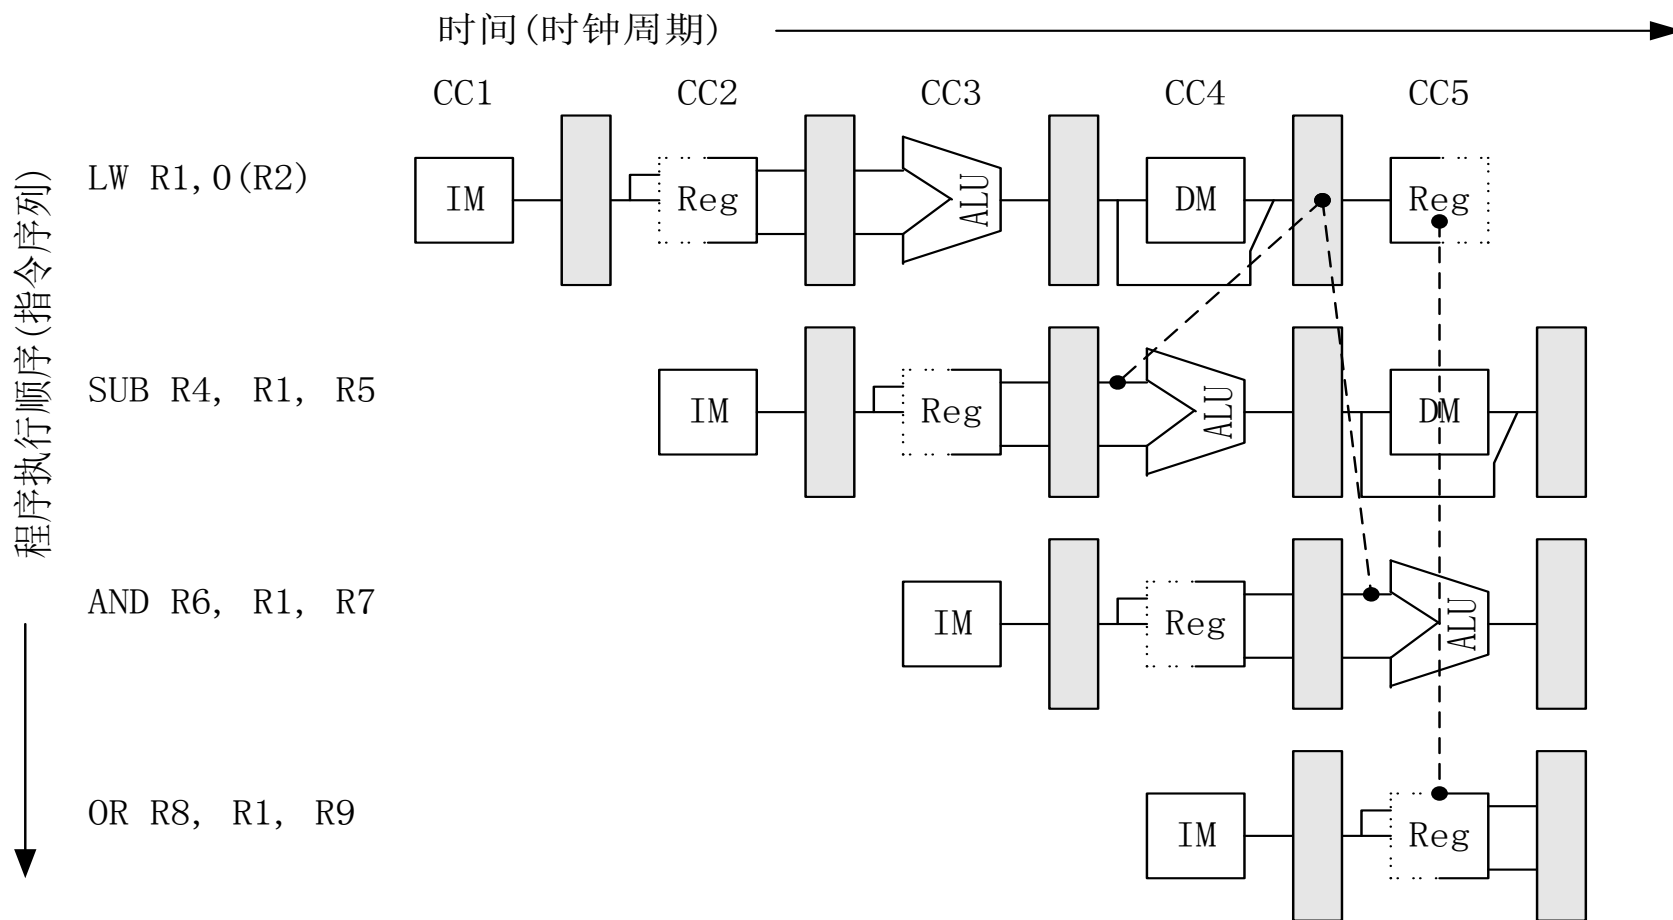 时间(时钟周期)
CC1 CC2 CC3 CC4 CC5
程序执行顺序(指令序列)
LW R1,0(R2)
IM Reg ALU DM Reg
SUB R4, R1, R5
IM Reg ALU DM
AND R6, R1, R7
IM Reg ALU
OR R8, R1, R9
IM Reg